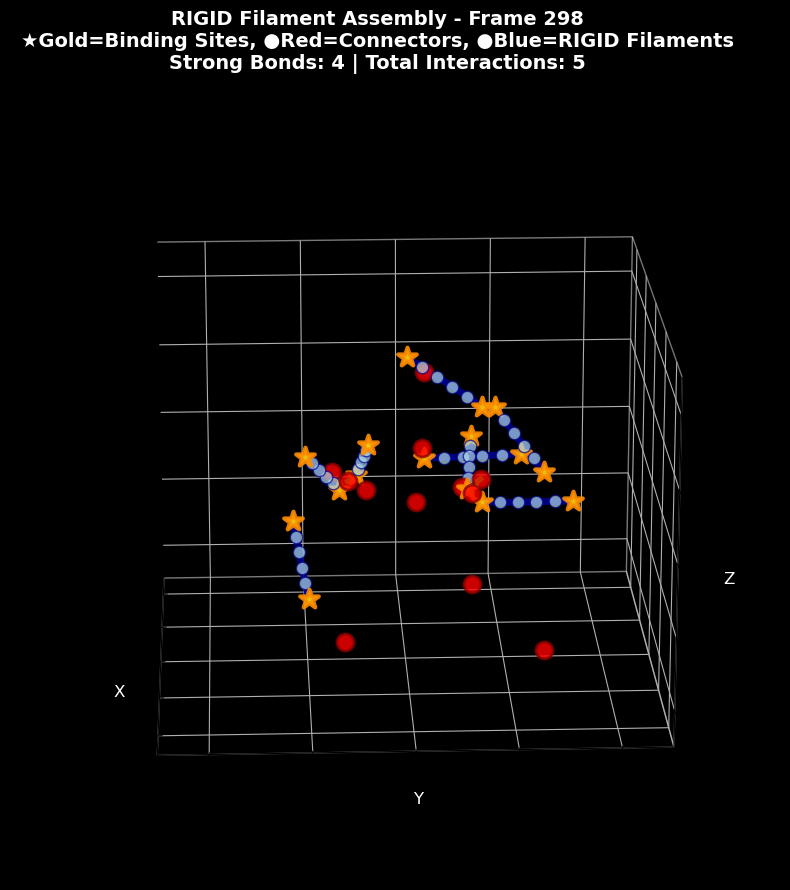 RIGID Filament Assembly - Frame 298
★Gold=Binding Sites, ●Red=Connectors, ●Blue=RIGID Filaments
Strong Bonds: 4 | Total Interactions: 5
Z
X
Y